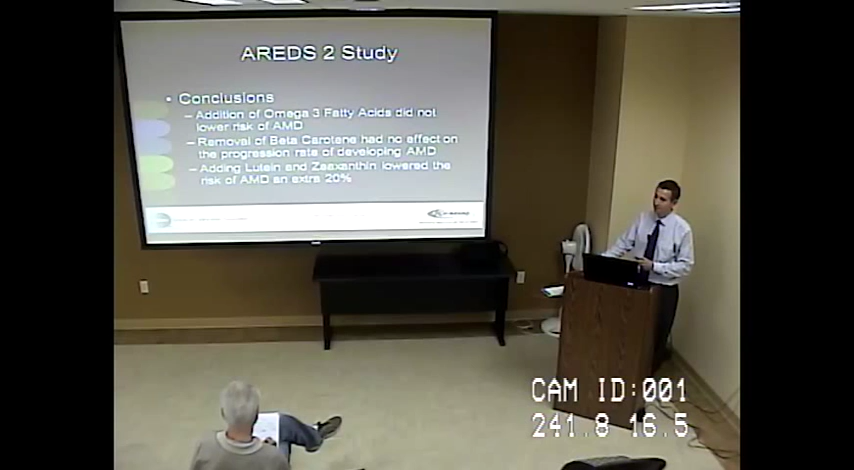 AREDS 2 Study
• Conclusions
– Addition of Omega 3 Fatty Acids did not
lower risk of AMD
– Removal of Beta Carotene had no effect on
the progression rate of developing AMD
– Adding Lutein and Zeaxanthin lowered the
risk of AMD an extra 20%
CAM ID:001
241.8 16.5